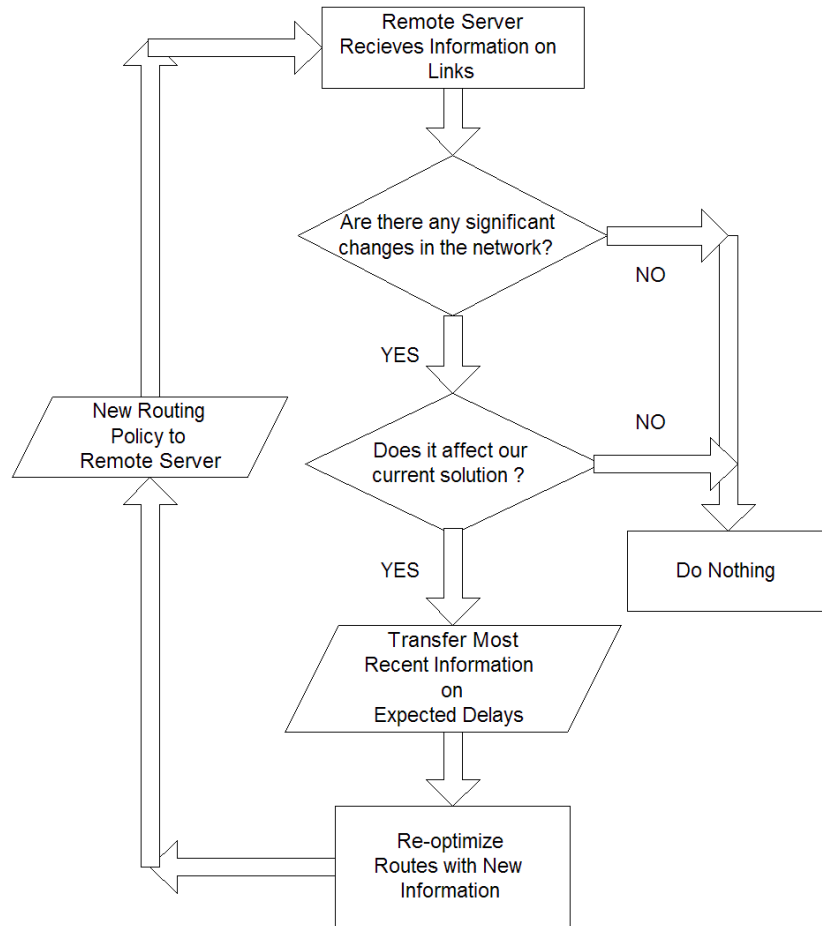 Remote Server
Recieves Information on
Links
Are there any significant
changes in the network?
NO
YES
New Routing
Policy to
Remote Server
Does it affect our
current solution ?
NO
YES
Do Nothing
Transfer Most
Recent Information
on
Expected Delays
Re-optimize
Routes with New
Information